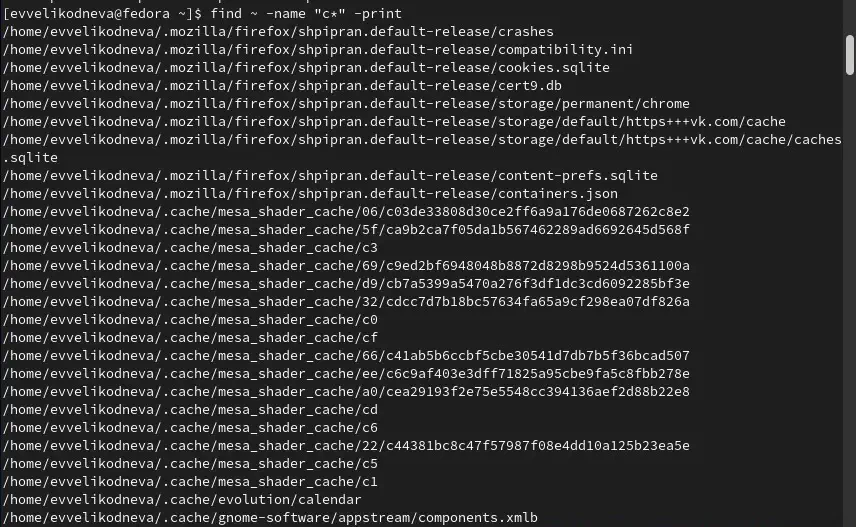 [evvelikodneva@fedora ~]$ find ~ -name "c*" -print
/home/evvelikodneva/.mozilla/firefox/shpipran.default-release/crashes
/home/evvelikodneva/.mozilla/firefox/shpipran.default-release/compatibility.ini
/home/evvelikodneva/.mozilla/firefox/shpipran.default-release/cookies.sqlite
/home/evvelikodneva/.mozilla/firefox/shpipran.default-release/cert9.db
/home/evvelikodneva/.mozilla/firefox/shpipran.default-release/storage/permanent/chrome
/home/evvelikodneva/.mozilla/firefox/shpipran.default-release/storage/default/https+++vk.com/cache
/home/evvelikodneva/.mozilla/firefox/shpipran.default-release/storage/default/https+++vk.com/cache/caches
.sqlite
/home/evvelikodneva/.mozilla/firefox/shpipran.default-release/content-prefs.sqlite
/home/evvelikodneva/.mozilla/firefox/shpipran.default-release/containers.json
/home/evvelikodneva/.cache/mesa_shader_cache/06/c03de33808d30ce2ff6a9a176de0687262c8e2
/home/evvelikodneva/.cache/mesa_shader_cache/5f/ca9b2ca7f05da1b567462289ad6692645d568f
/home/evvelikodneva/.cache/mesa_shader_cache/c3
/home/evvelikodneva/.cache/mesa_shader_cache/69/c9ed2bf6948048b8872d8298b9524d5361100a
/home/evvelikodneva/.cache/mesa_shader_cache/d9/cb7a5399a5470a276f3df1dc3cd6092285bf3e
/home/evvelikodneva/.cache/mesa_shader_cache/32/cdcc7d7b18bc57634fa65a9cf298ea07df826a
/home/evvelikodneva/.cache/mesa_shader_cache/c0
/home/evvelikodneva/.cache/mesa_shader_cache/cf
/home/evvelikodneva/.cache/mesa_shader_cache/66/c41ab5b6ccbf5cbe30541d7db7b5f36bcad507
/home/evvelikodneva/.cache/mesa_shader_cache/ee/c6c9af403e3dff71825a95cbe9fa5c8fbb278e
/home/evvelikodneva/.cache/mesa_shader_cache/a0/cea29193f2e75e5548cc394136aef2d88b22e8
/home/evvelikodneva/.cache/mesa_shader_cache/cd
/home/evvelikodneva/.cache/mesa_shader_cache/c6
/home/evvelikodneva/.cache/mesa_shader_cache/22/c44381bc8c47f57987f08e4dd10a125b23ea5e
/home/evvelikodneva/.cache/mesa_shader_cache/c5
/home/evvelikodneva/.cache/mesa_shader_cache/c1
/home/evvelikodneva/.cache/evolution/calendar
/home/evvelikodneva/.cache/gnome-software/appstream/components.xmlb